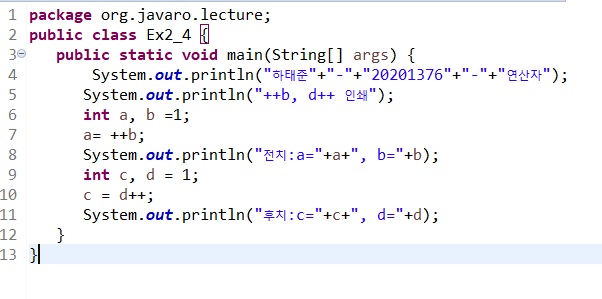 1 package org.javaro.lecture;
2 public class Ex2_4 {
3 public static void main(String[] args) {
4 System.out.println("하태준"+"-"+"20201376"+"-"+"연산자");
5 System.out.println("++b, d++ 인쇄");
6 int a, b =1;
7 a= ++b;
8 System.out.println("전치:a="+a+", b="+b);
9 int c, d = 1;
10 c = d++;
11 System.out.println("후치:c="+c+", d="+d);
12 }
13 }